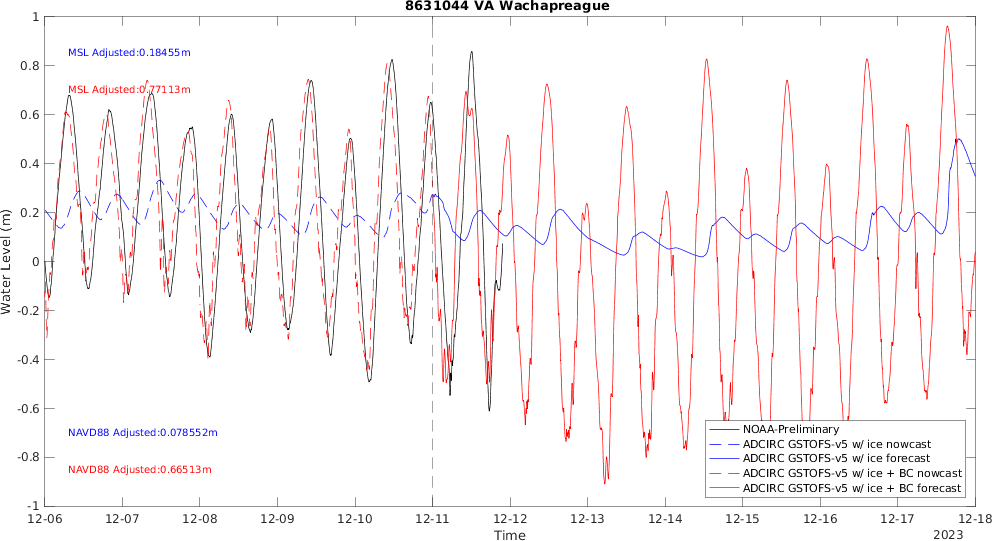 8631044 VA Wachapreague
MSL Adjusted:0.18455m
MSL Adjusted:0.77113m
NAVD88 Adjusted:0.078552m
NAVD88 Adjusted:0.66513m
Water Level (m)
1
0.8
0.6
0.4
0.2
0
-0.2
-0.4
-0.6
-0.8
-1
NOAA-Preliminary
ADCIRC GSTOFS-v5 w/ ice nowcast
ADCIRC GSTOFS-v5 w/ ice forecast
ADCIRC GSTOFS-v5 w/ ice + BC nowcast
ADCIRC GSTOFS-v5 w/ ice + BC forecast
12-06 12-07 12-08 12-09 12-10 12-11 12-12 12-13 12-14 12-15 12-16 12-17 12-18
Time
2023